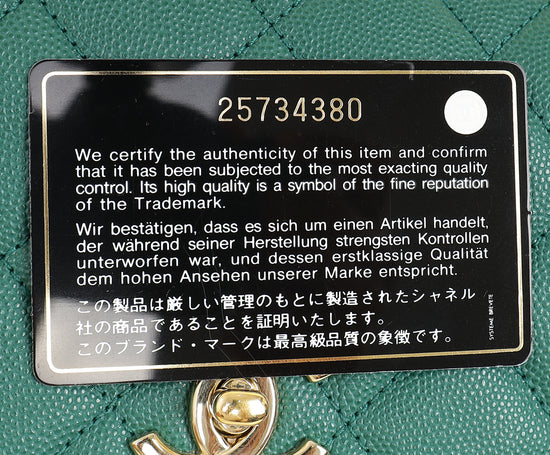 25734380
We certify the authenticity of this item and confirm
that it has been subjected to the most exacting quality
control. Its high quality is a symbol of the fine reputation
of the Trademark.
Wir bestätigen, dass es sich um einen Artikel handelt,
der während seiner Herstellung strengsten Kontrollen
unterworfen war, und dessen erstklassige Qualität
dem hohen Ansehen unserer Marke entspricht.
この製品は厳しい管理のもとに製造されたシャネル
社の商品であることを証明いたします。
このブランド・マークは最高級品質の象徴です。
SYSTEME BREVETE